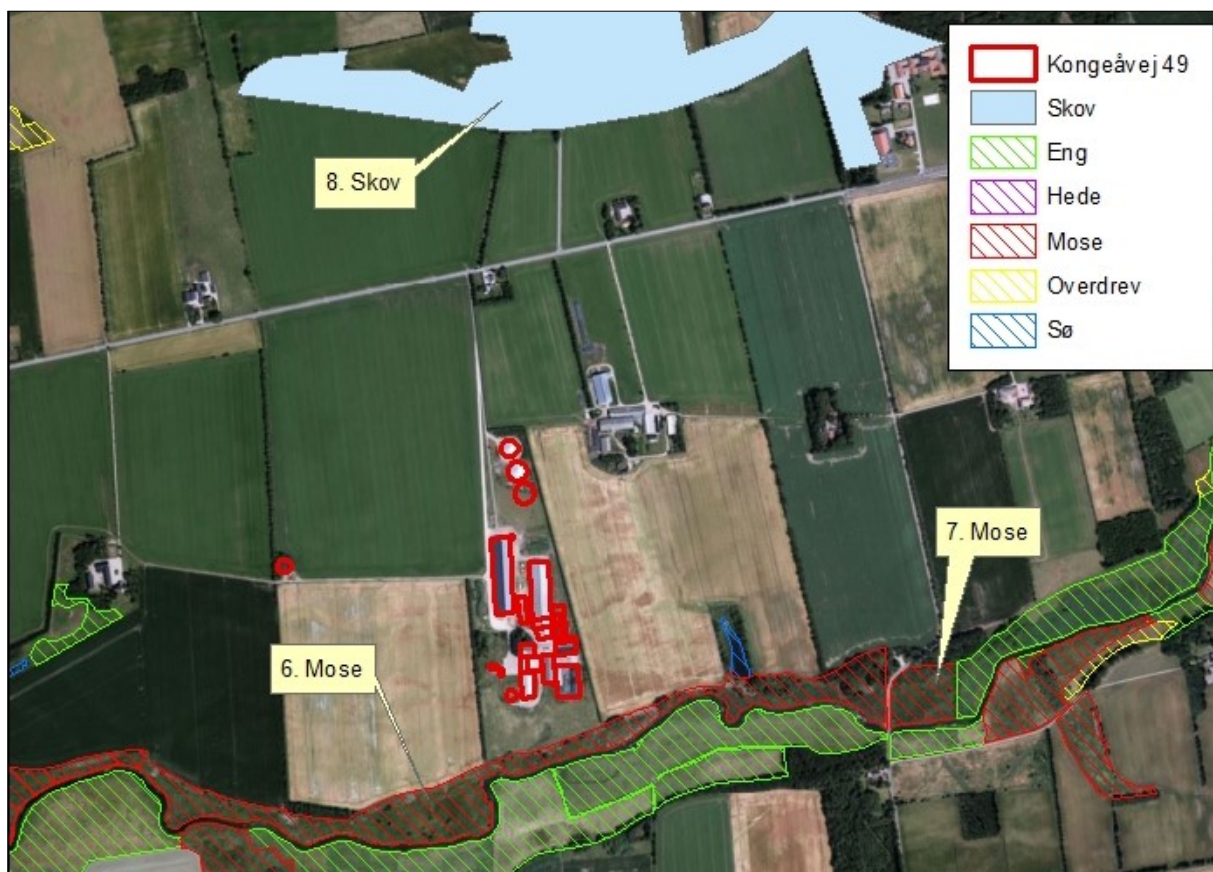 Kongeåvej 49
Skov
Eng
Hede
Mose
Overdrev
Sø
8. Skov
7. Mose
6. Mose